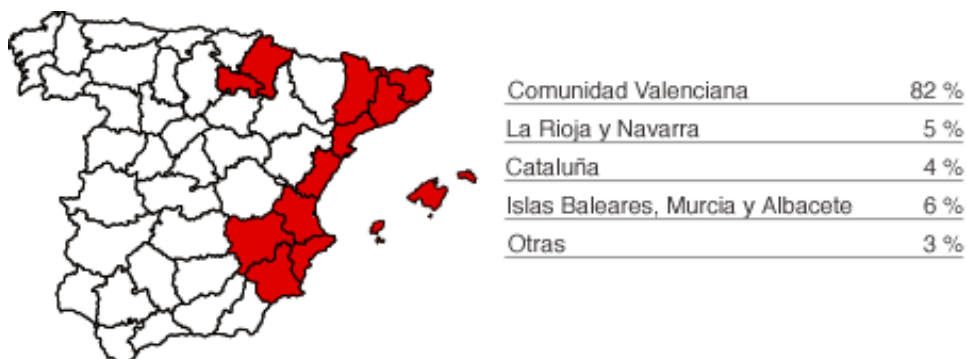 Comunidad Valenciana 82 %
La Rioja y Navarra 5 %
Cataluña 4 %
Islas Baleares, Murcia y Albacete 6 %
Otras 3 %